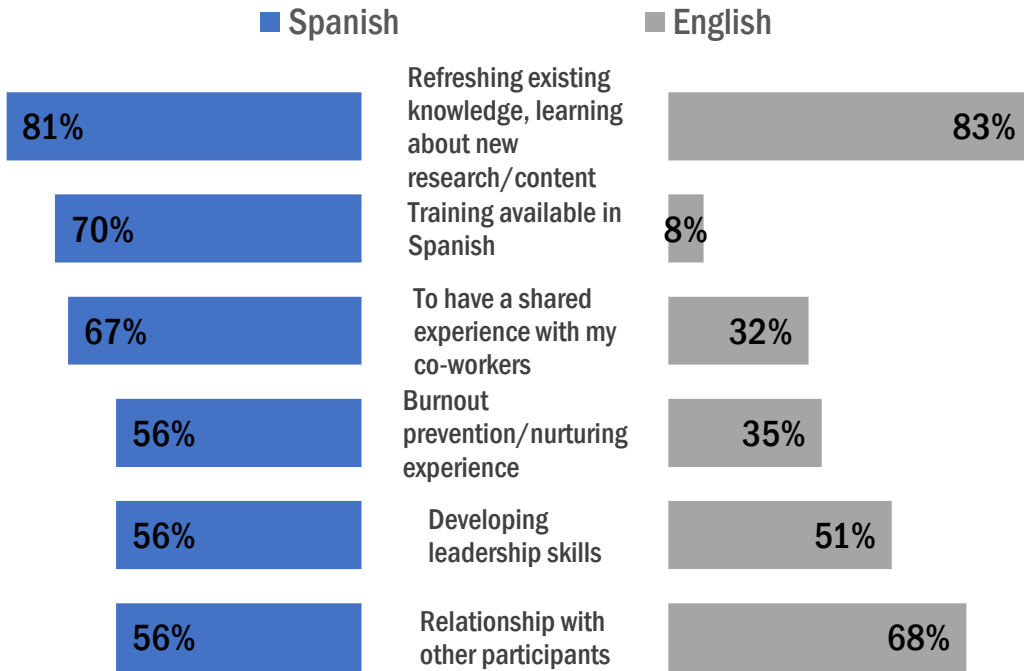 Spanish
English
81%
Refreshing existing
knowledge, learning
about new
research/content
83%
70%
Training available in
Spanish
8%
67%
To have a shared
experience with my
co-workers
32%
56%
Burnout
prevention/nurturing
experience
35%
56%
Developing
leadership skills
51%
56%
Relationship with
other participants
68%